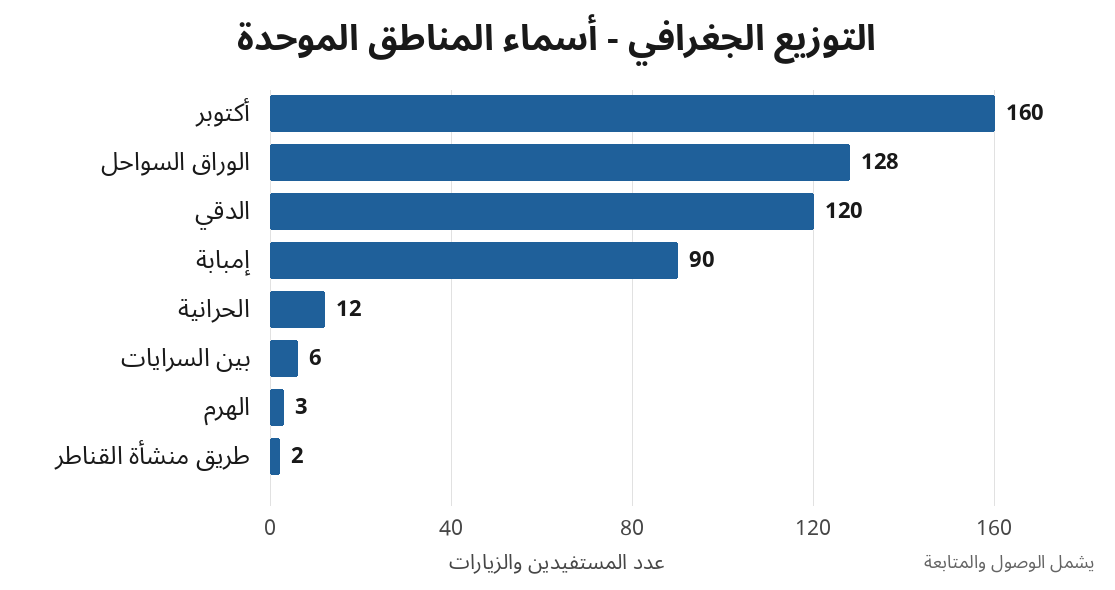 التوزيع الجغرافي - أسماء المناطق الموحدة
أكتوبر 160
الوراق السواحل 128
الدقي 120
إمبابة 90
الحرانية 12
بين السرايات 6
الهرم 3
طريق منشأة القناطر 2
0 40 80 120 160
عدد المستفيدين والزيارات
يشمل الوصول والمتابعة